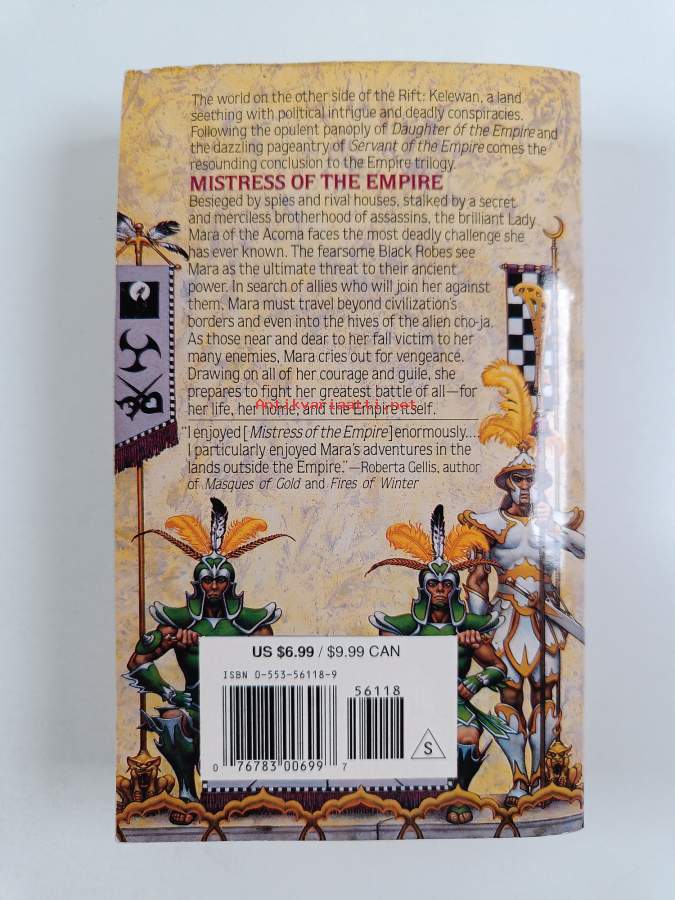 The world on the other side of the Rift: Kelewan, a land
seething with political intrigue and deadly conspiracies.
Following the opulent panoply of Daughter of the Empire and
the dazzling pageantry of Servant of the Empire comes the
resounding conclusion to the Empire trilogy.
MISTRESS OF THE EMPIRE
Besieged by spies and rival houses, stalked by a secret
and merciless brotherhood of assassins, the brilliant Lady
Mara of the Acoma faces the most deadly challenge she
has ever known. The fearsome Black Robes see
Mara as the ultimate threat to their ancient
power. In search of allies who will join her against
them, Mara must travel beyond civilization's
borders and even into the hives of the alien cho-ja.
As those near and dear to her fall victim to her
many enemies, Mara cries out for vengeance.
Drawing on all of her courage and guile, she
prepares to fight her greatest battle of all—for
her life, her home, and the Empire itself.
Antikvariaatti.net
"I enjoyed [Mistress of the Empire] enormously....
I particularly enjoyed Mara's adventures in the
lands outside the Empire."—Roberta Gellis, author
of Masques of Gold and Fires of Winter
US $6.99 / $9.99 CAN
ISBN 0-553-56118-9
56118
S
0 76783 00699 7